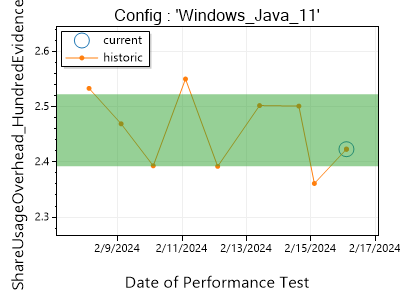 Config : 'Windows_Java_11'
ShareUsageOverhead_HundredEvidence
2.6
2.5
2.4
2.3
current
historic
2/9/2024
2/11/2024
2/13/2024
2/15/2024
2/17/2024
Date of Performance Test